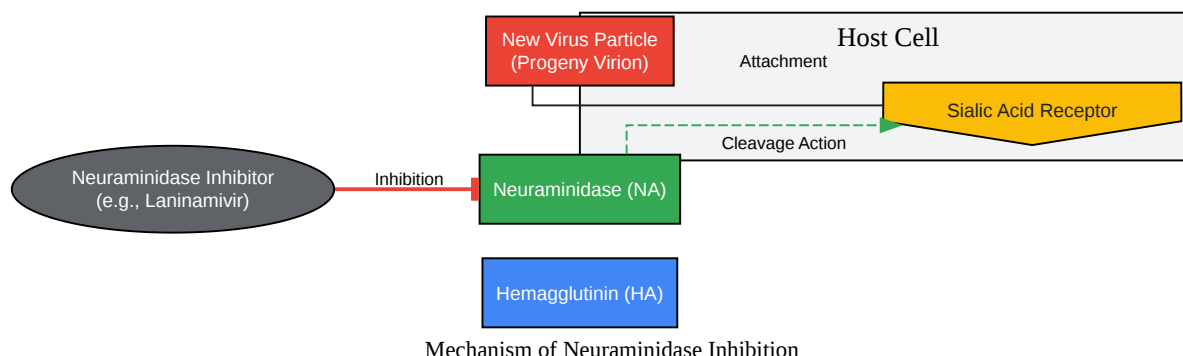 New Virus Particle
(Progeny Virion)
Host Cell
Attachment
Sialic Acid Receptor
Cleavage Action
Neuraminidase Inhibitor
(e.g., Laninamivir)
Inhibition
Neuraminidase (NA)
Hemagglutinin (HA)
Mechanism of Neuraminidase Inhibition